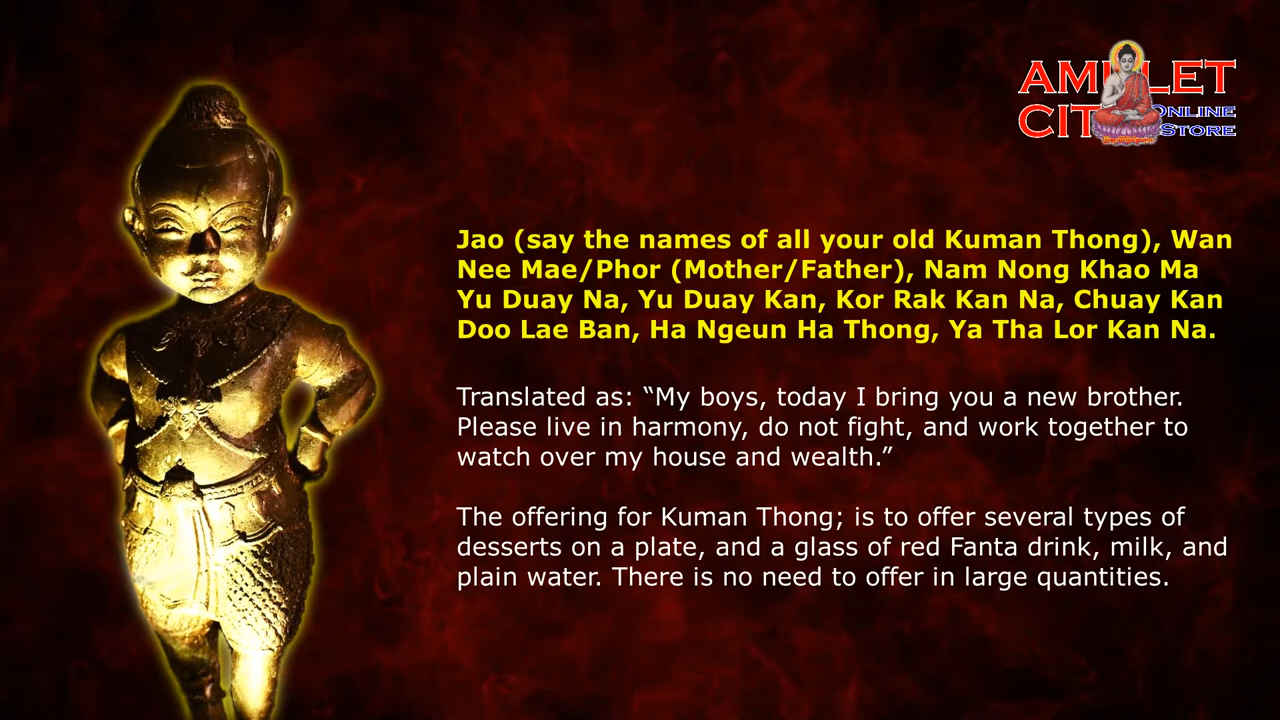 AMULET
CITY ONLINE
STORE
Jao (say the names of all your old Kuman Thong), Wan
Nee Mae/Phor (Mother/Father), Nam Nong Khao Ma
Yu Duay Na, Yu Duay Kan, Kor Rak Kan Na, Chuay Kan
Doo Lae Ban, Ha Ngeun Ha Thong, Ya Tha Lor Kan Na.
Translated as: “My boys, today I bring you a new brother.
Please live in harmony, do not fight, and work together to
watch over my house and wealth.”
The offering for Kuman Thong; is to offer several types of
desserts on a plate, and a glass of red Fanta drink, milk, and
plain water. There is no need to offer in large quantities.